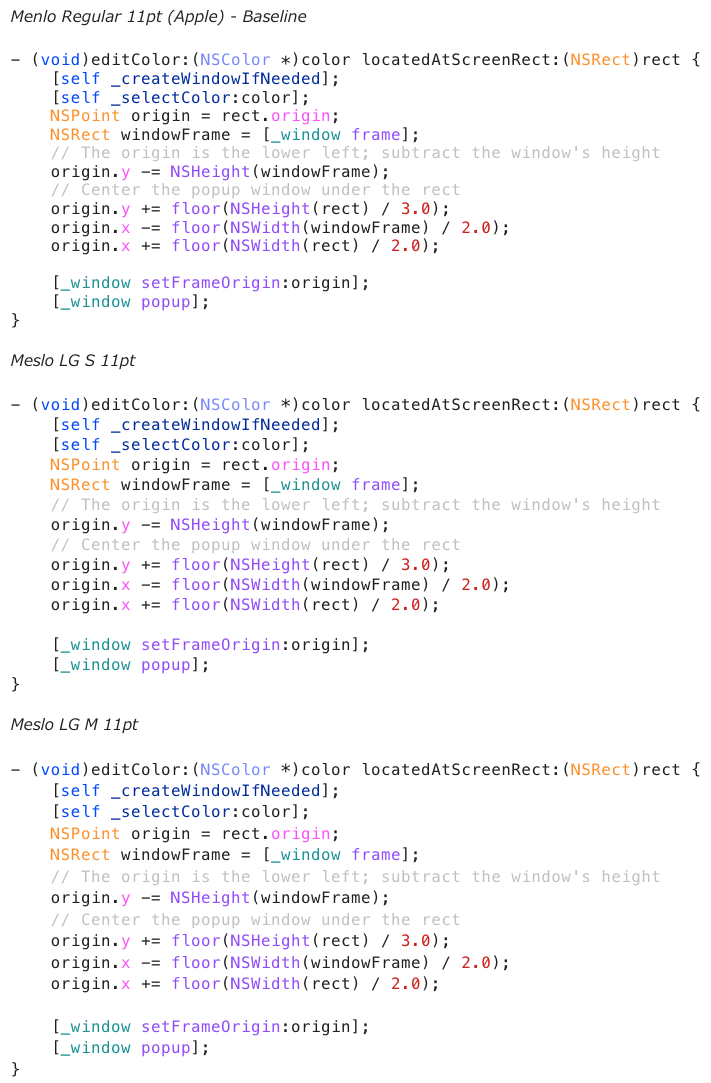 Menlo Regular 11pt (Apple) - Baseline

- (void)editColor:(NSColor *)color locatedAtScreenRect:(NSRect)rect {
    [self _createWindowIfNeeded];
    [self _selectColor:color];
    NSPoint origin = rect.origin;
    NSRect windowFrame = [_window frame];
    // The origin is the lower left; subtract the window's height
    origin.y -= NSHeight(windowFrame);
    // Center the popup window under the rect
    origin.y += floor(NSHeight(rect) / 3.0);
    origin.x -= floor(NSWidth(windowFrame) / 2.0);
    origin.x += floor(NSWidth(rect) / 2.0);

    [_window setFrameOrigin:origin];
    [_window popup];
}

Meslo LG S 11pt

- (void)editColor:(NSColor *)color locatedAtScreenRect:(NSRect)rect {
    [self _createWindowIfNeeded];
    [self _selectColor:color];
    NSPoint origin = rect.origin;
    NSRect windowFrame = [_window frame];
    // The origin is the lower left; subtract the window's height
    origin.y -= NSHeight(windowFrame);
    // Center the popup window under the rect
    origin.y += floor(NSHeight(rect) / 3.0);
    origin.x -= floor(NSWidth(windowFrame) / 2.0);
    origin.x += floor(NSWidth(rect) / 2.0);

    [_window setFrameOrigin:origin];
    [_window popup];
}

Meslo LG M 11pt

- (void)editColor:(NSColor *)color locatedAtScreenRect:(NSRect)rect {
    [self _createWindowIfNeeded];
    [self _selectColor:color];
    NSPoint origin = rect.origin;
    NSRect windowFrame = [_window frame];
    // The origin is the lower left; subtract the window's height
    origin.y -= NSHeight(windowFrame);
    // Center the popup window under the rect
    origin.y += floor(NSHeight(rect) / 3.0);
    origin.x -= floor(NSWidth(windowFrame) / 2.0);
    origin.x += floor(NSWidth(rect) / 2.0);

    [_window setFrameOrigin:origin];
    [_window popup];
}